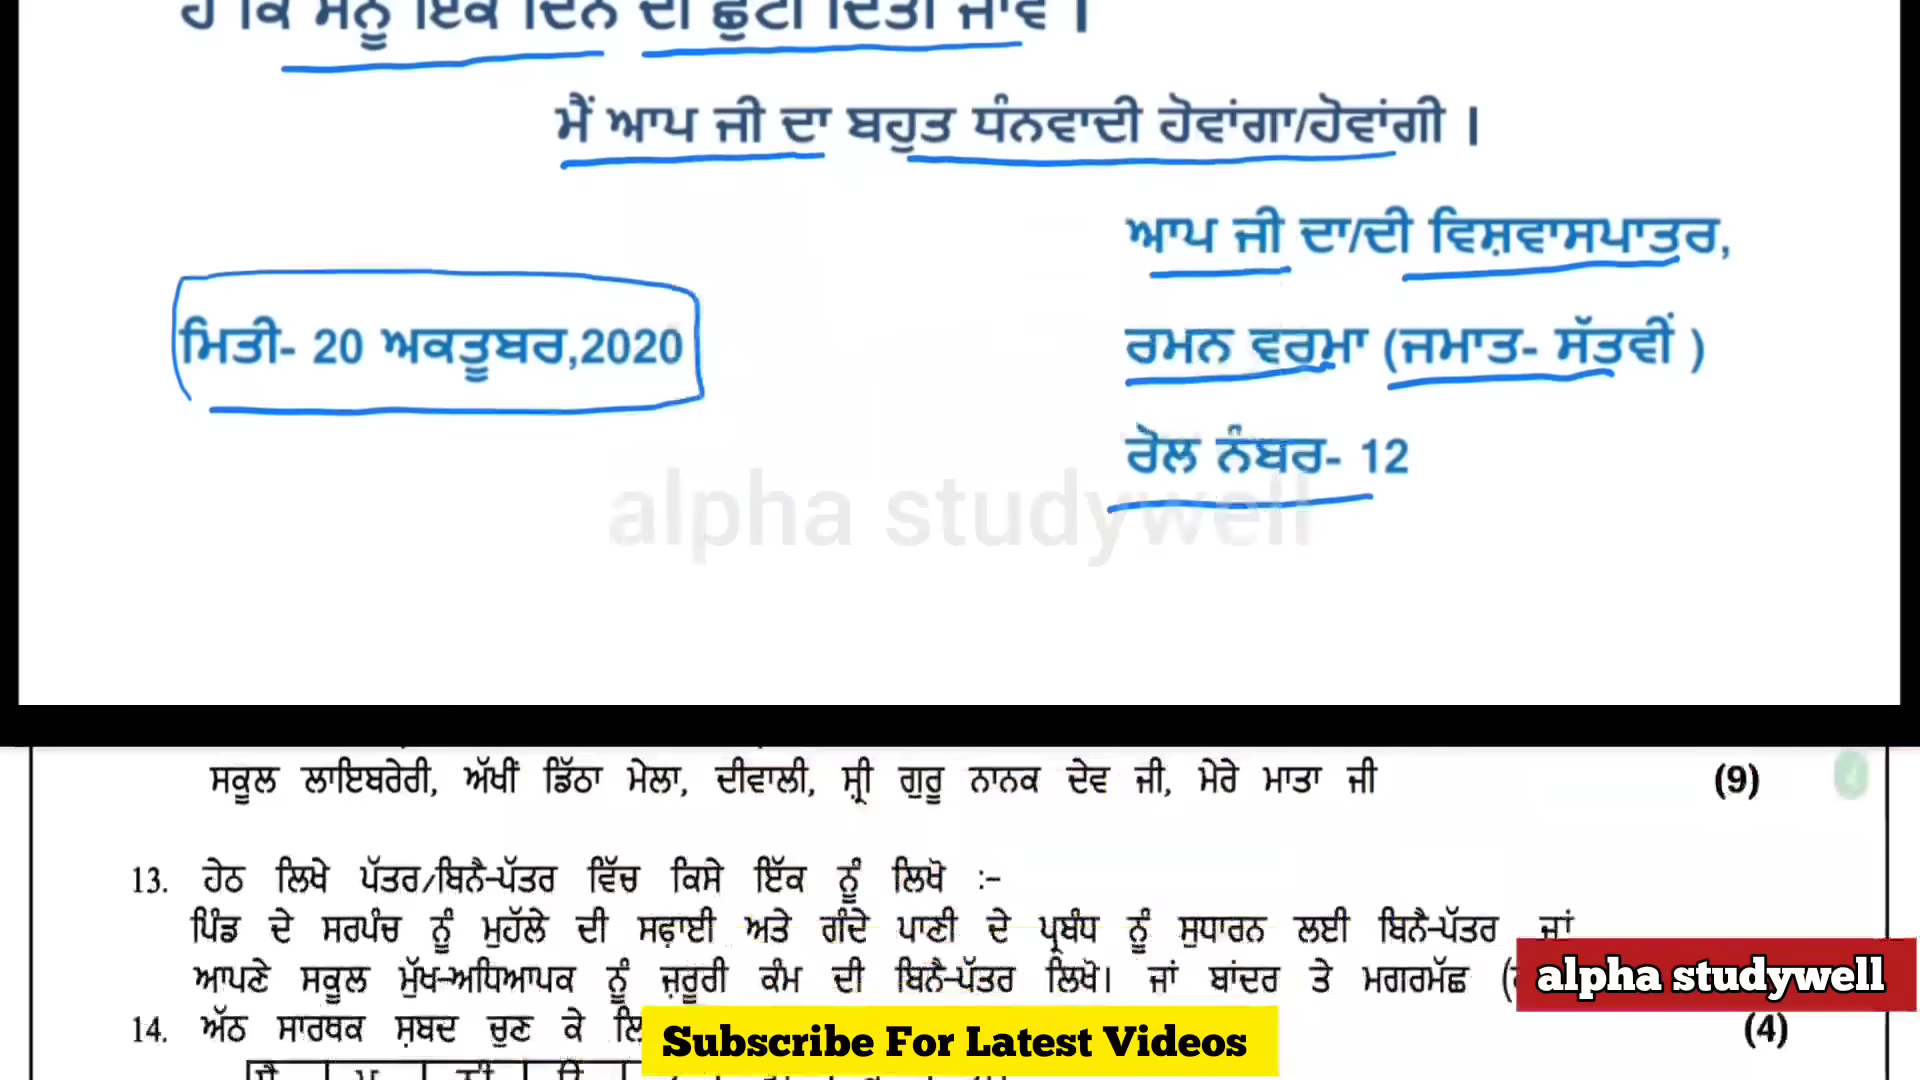 ਹੈ ਕਿ ਮੈਨੂੰ ਇਕ ਦਿਨ ਦੀ ਛੁੱਟੀ ਦਿੱਤੀ ਜਾਵੇ ।
ਮੈਂ ਆਪ ਜੀ ਦਾ ਬਹੁਤ ਧੰਨਵਾਦੀ ਹੋਵਾਂਗਾ/ਹੋਵਾਂਗੀ ।
ਆਪ ਜੀ ਦਾ/ਦੀ ਵਿਸ਼ਵਾਸਪਾਤਰ,
ਮਿਤੀ- 20 ਅਕਤੂਬਰ,2020
ਰਮਨ ਵਰਮਾ (ਜਮਾਤ- ਸੱਤਵੀਂ )
ਰੋਲ ਨੰਬਰ- 12
alpha studywell
ਸਕੂਲ ਲਾਇਬਰੇਰੀ, ਅੱਖੀਂ ਡਿੱਠਾ ਮੇਲਾ, ਦੀਵਾਲੀ, ਸ਼੍ਰੀ ਗੁਰੂ ਨਾਨਕ ਦੇਵ ਜੀ, ਮੇਰੇ ਮਾਤਾ ਜੀ (9)
13. ਹੇਠ ਲਿਖੇ ਪੱਤਰ/ਬਿਨੈ-ਪੱਤਰ ਵਿੱਚ ਕਿਸੇ ਇੱਕ ਨੂੰ ਲਿਖੋ :-
ਪਿੰਡ ਦੇ ਸਰਪੰਚ ਨੂੰ ਮੁਹੱਲੇ ਦੀ ਸਫ਼ਾਈ ਅਤੇ ਗੰਦੇ ਪਾਣੀ ਦੇ ਪ੍ਰਬੰਧ ਨੂੰ ਸੁਧਾਰਨ ਲਈ ਬਿਨੈ-ਪੱਤਰ ਜਾਂ
ਆਪਣੇ ਸਕੂਲ ਮੁੱਖ-ਅਧਿਆਪਕ ਨੂੰ ਜ਼ਰੂਰੀ ਕੰਮ ਦੀ ਬਿਨੈ-ਪੱਤਰ ਲਿਖੋ। ਜਾਂ ਬਾਂਦਰ ਤੇ ਮਗਰਮੱਛ
alpha studywell
14. ਅੱਠ ਸਾਰਥਕ ਸ਼ਬਦ ਚੁਣ ਕੇ (4)
Subscribe For Latest Videos